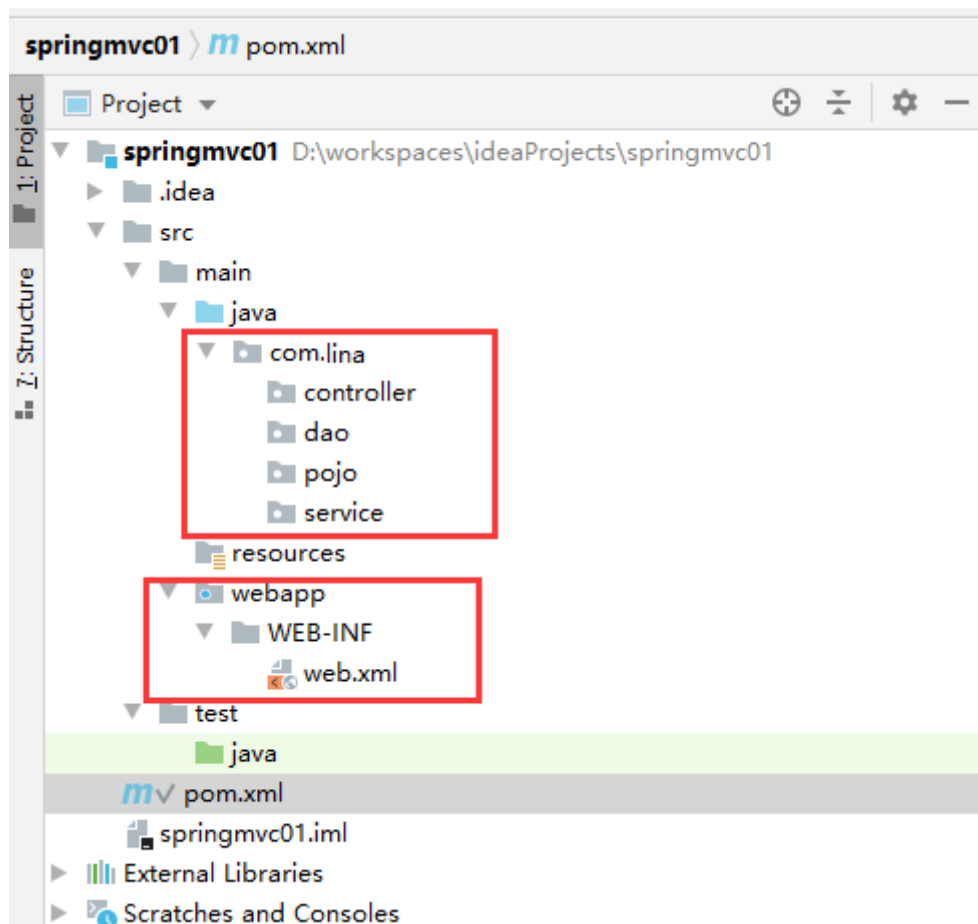 springmvc01 pom.xml
Project
1: Project
7: Structure
springmvc01 D:\workspaces\ideaProjects\springmvc01
.idea
src
main
java
com.lina
controller
dao
pojo
service
resources
webapp
WEB-INF
web.xml
test
java
pom.xml
springmvc01.iml
External Libraries
Scratches and Consoles